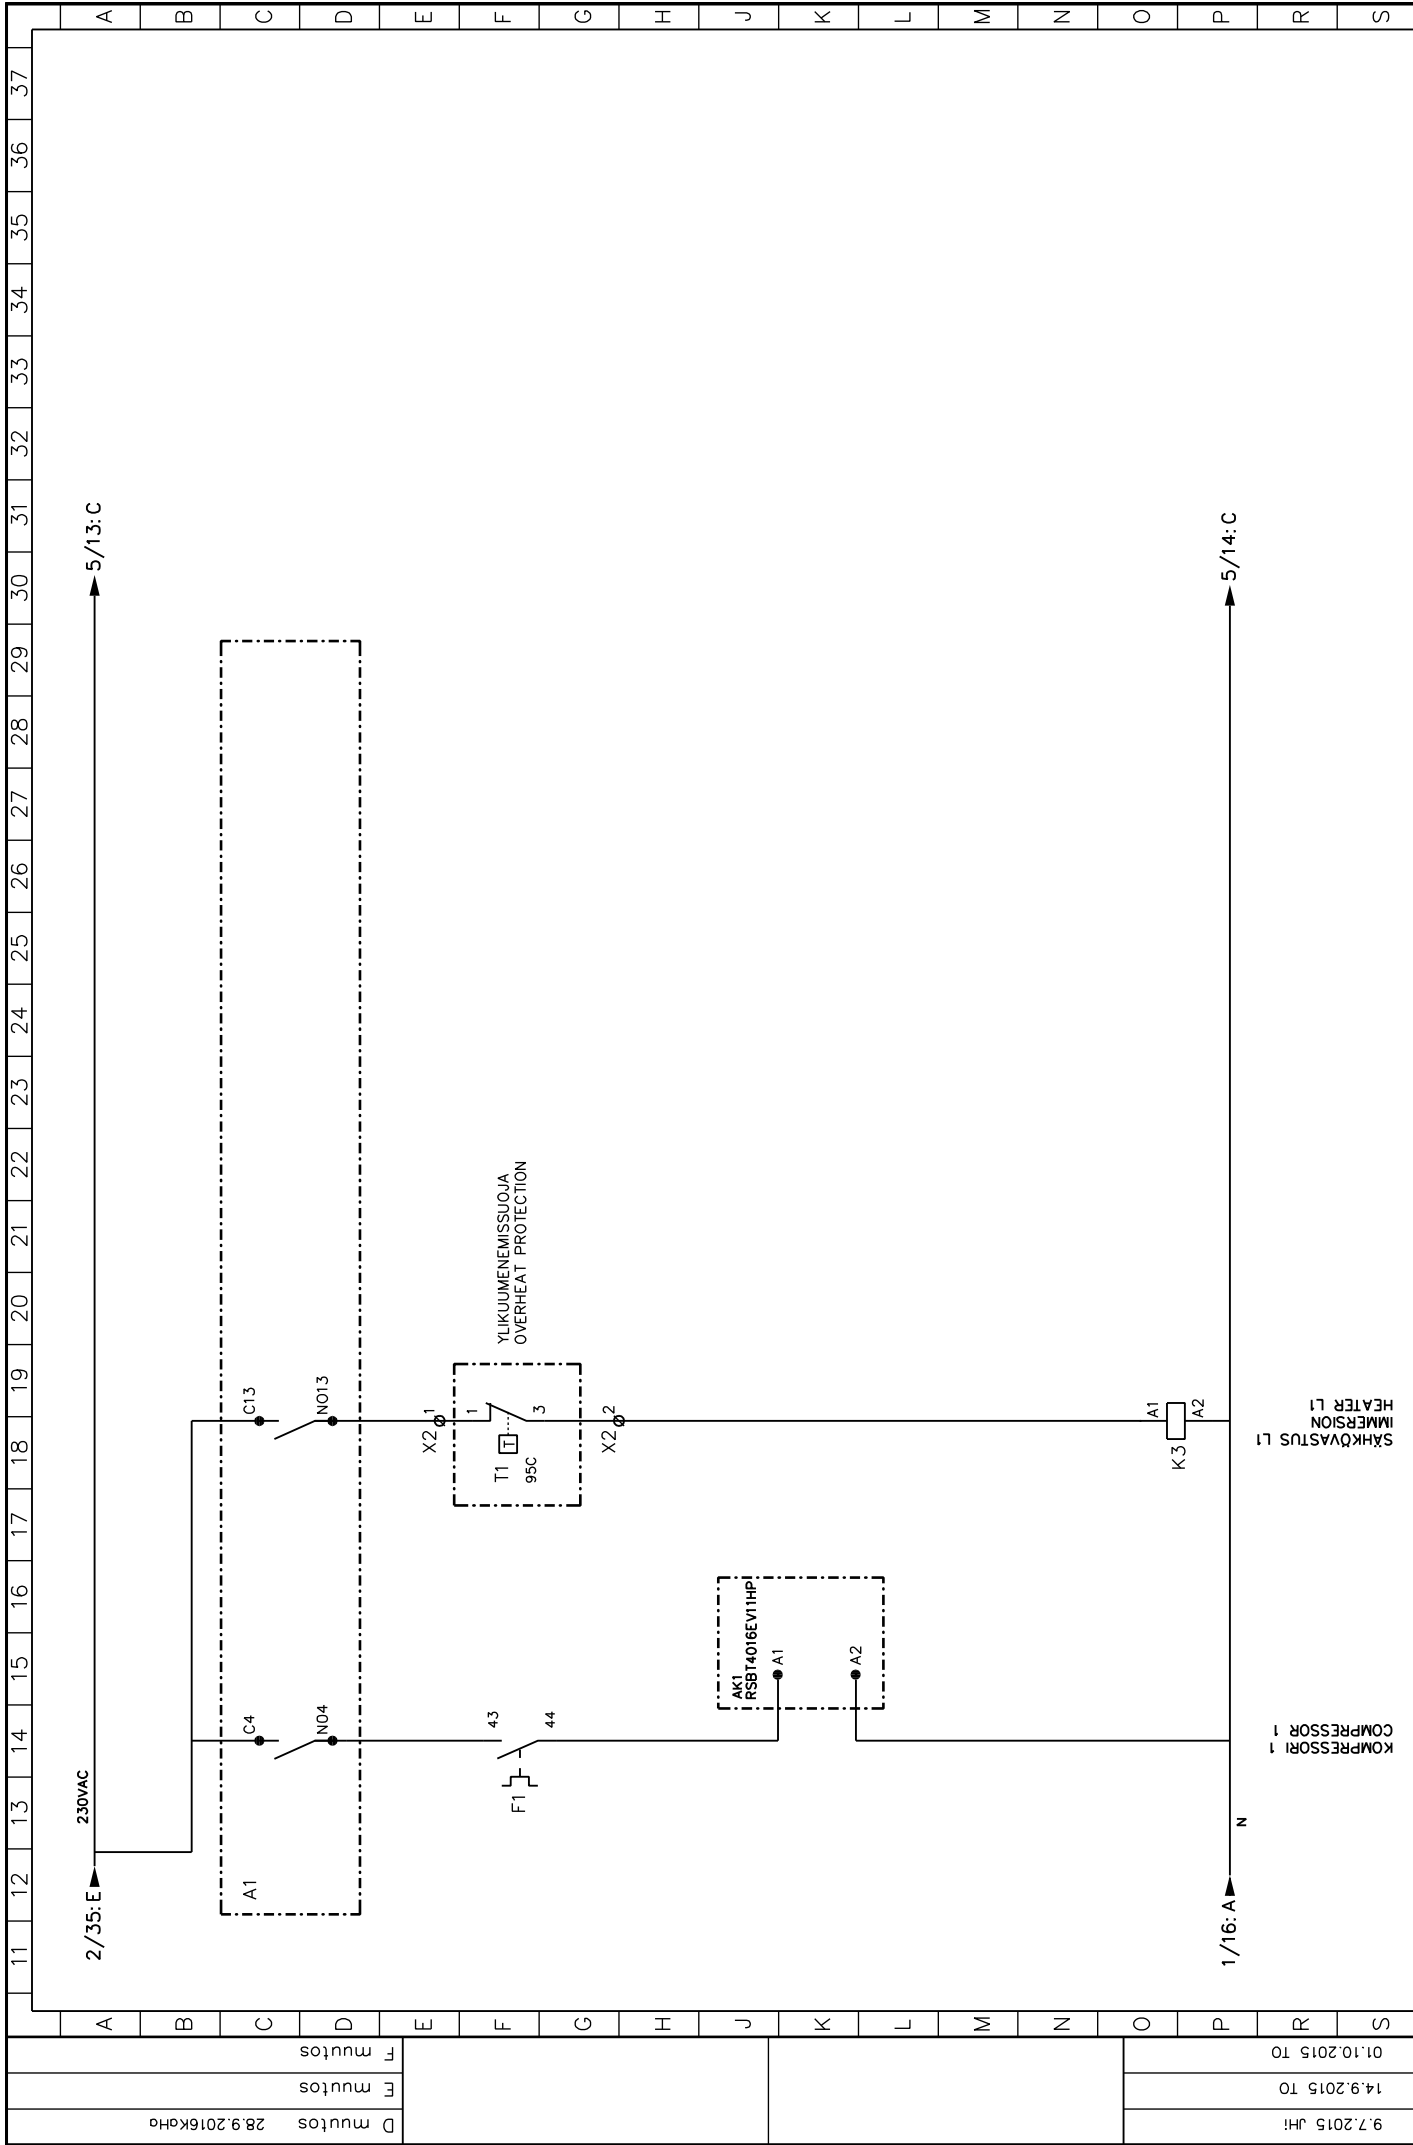 A B C D E F G H J K L M N O P R S
11 12 13 14 15 16 17 18 19 20 21 22 23 24 25 26 27 28 29 30 31 32 33 34 35 36 37
2/35:E
230VAC
5/13:C
A1
C4
NO4
C13
NO13
F1
43
44
X2
1
T1
T
95C
1
3
X2
2
YLIKUUMENEMISSUOJA
OVERHEAT PROTECTION
AK1
RSBT4016EV11HP
A1
A2
K3
A1
A2
1/16:A
N
5/14:C
KOMPRESSORI 1
COMPRESSOR 1
SÄHKÖVASTUS L1
IMMERSION
HEATER L1
A B C D E F G H J K L M N O P R S
F muutos
E muutos
D muutos 28.9.2016KaHa
01.10.2015 TO
14.9.2015 TO
9.7.2015 JHi